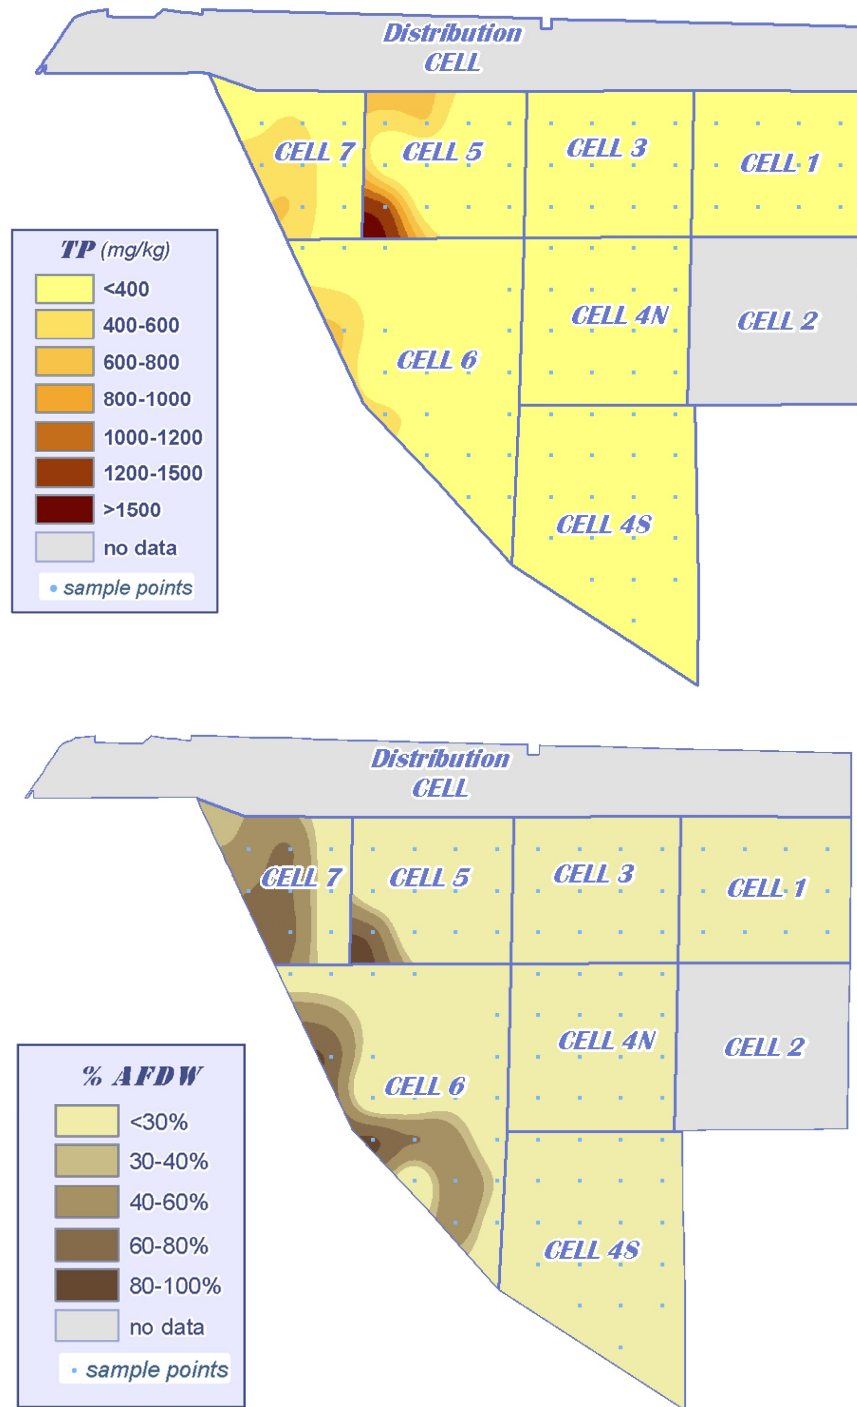 Distribution
CELL
CELL 7
CELL 5
CELL 3
CELL 1
TP (mg/kg)
<400
400-600
600-800
800-1000
1000-1200
1200-1500
>1500
no data
sample points
CELL 4N
CELL 2
CELL 6
CELL 4S
Distribution
CELL
CELL 7
CELL 5
CELL 3
CELL 1
CELL 4N
CELL 2
CELL 6
% AFDW
<30%
30-40%
40-60%
60-80%
80-100%
no data
sample points
CELL 4S